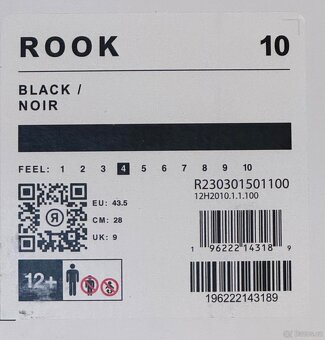 ROOK 10
BLACK /
NOIR
FEEL: 1 2 3 4 5 6 7 8 9 10
R230301501100
12H2010.1.1.100
EU: 43.5
CM: 28
UK: 9
R
1 96222 14318 9
12+
196222143189